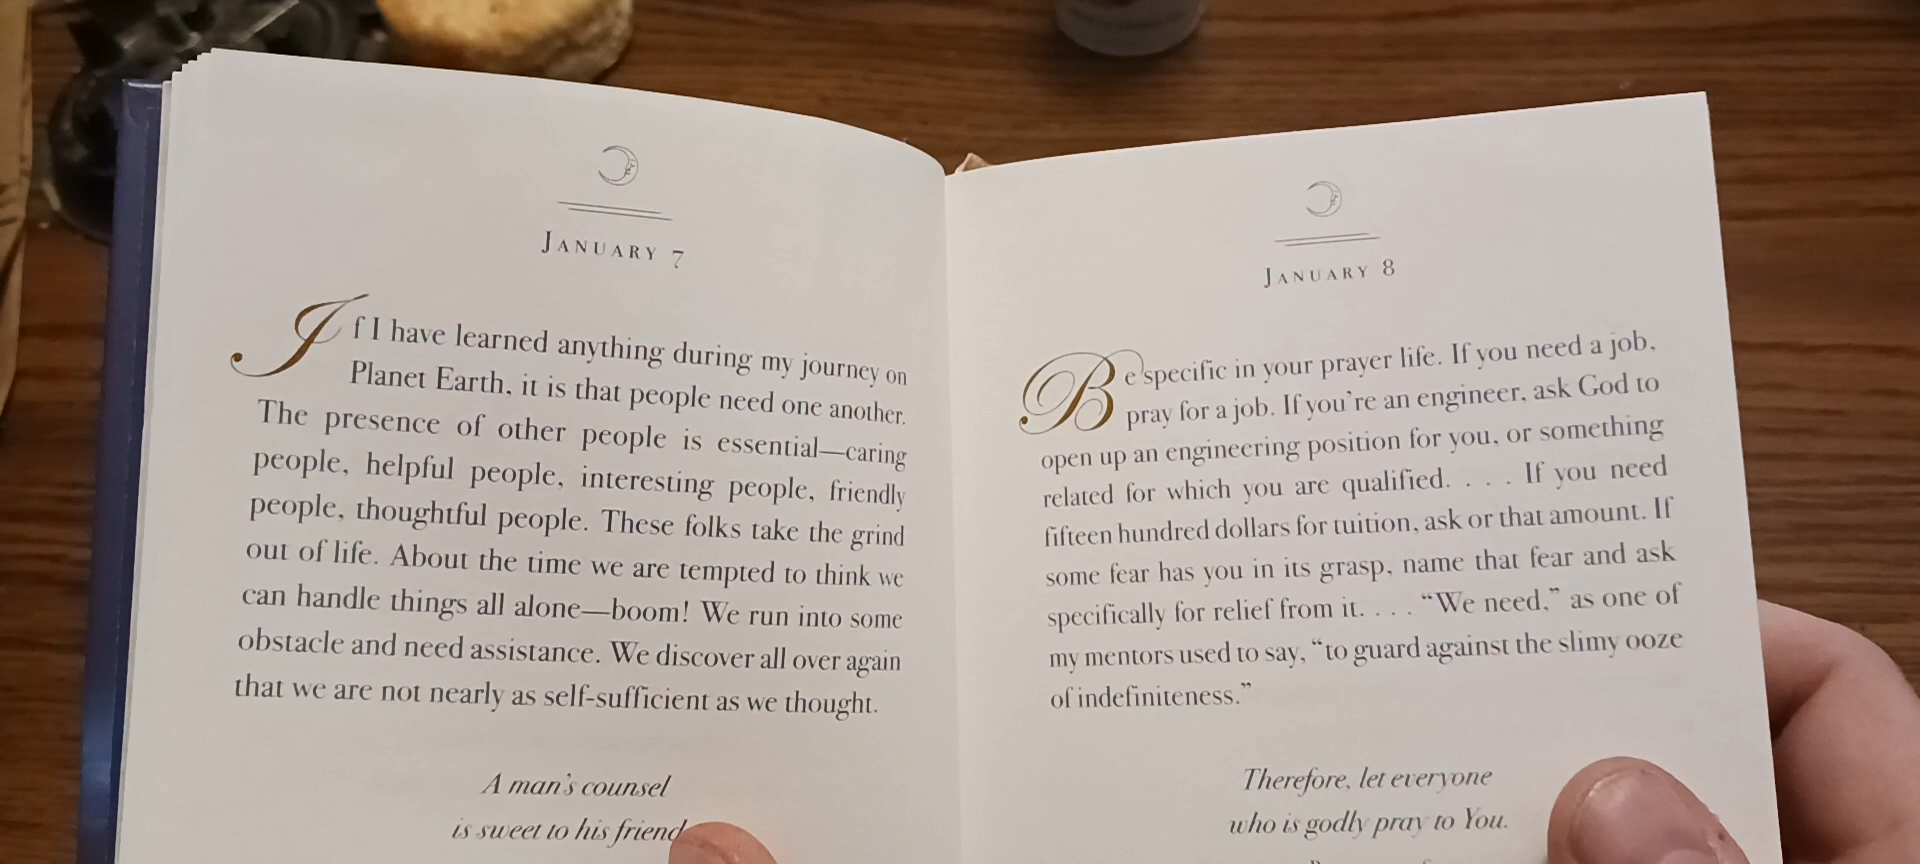 JANUARY 7
If I have learned anything during my journey on
Planet Earth, it is that people need one another.
The presence of other people is essential—caring
people, helpful people, interesting people, friendly
people, thoughtful people. These folks take the grind
out of life. About the time we are tempted to think we
can handle things all alone—boom! We run into some
obstacle and need assistance. We discover all over again
that we are not nearly as self-sufficient as we thought.
A man's counsel
is sweet to his friend
JANUARY 8
Be specific in your prayer life. If you need a job,
pray for a job. If you're an engineer, ask God to
open up an engineering position for you, or something
related for which you are qualified. . . . If you need
fifteen hundred dollars for tuition, ask or that amount. If
some fear has you in its grasp, name that fear and ask
specifically for relief from it. . . . “We need,” as one of
my mentors used to say, “to guard against the slimy ooze
of indefiniteness.”
Therefore, let everyone
who is godly pray to You.